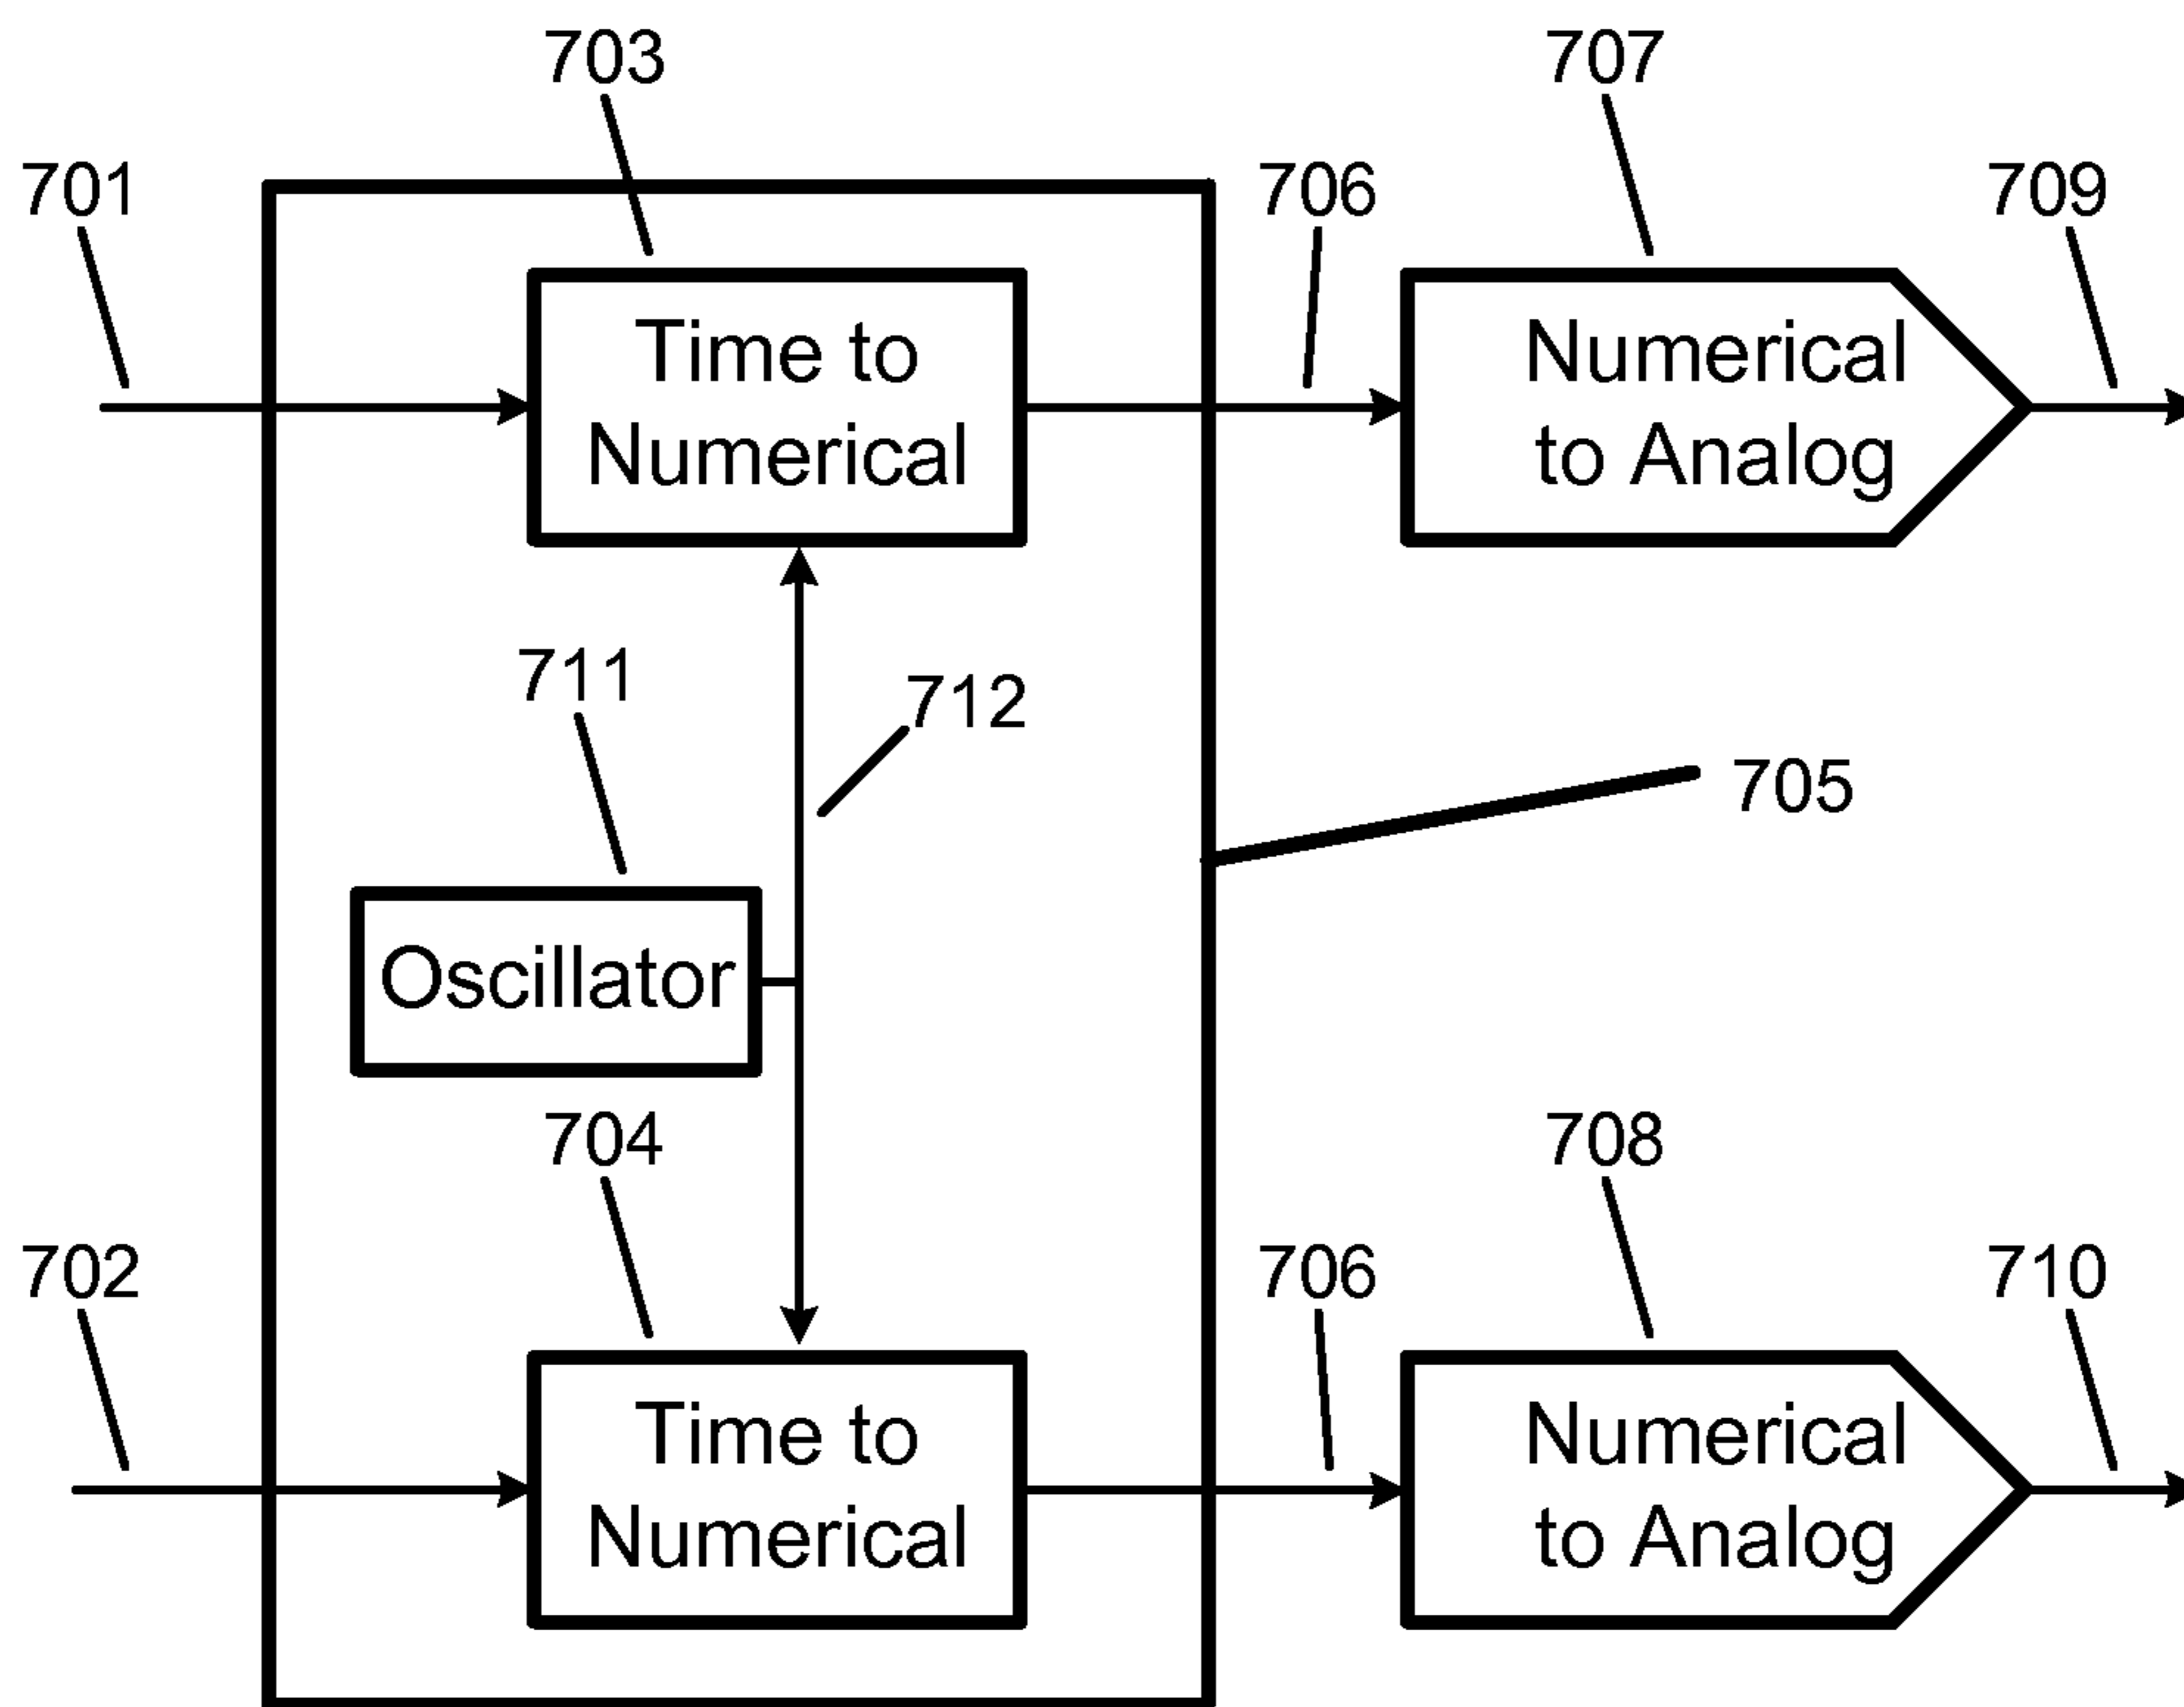 703
707
701
706
709
Time to
Numerical
Numerical
to Analog
711
712
705
Oscillator
704
708
702
706
710
Time to
Numerical
Numerical
to Analog